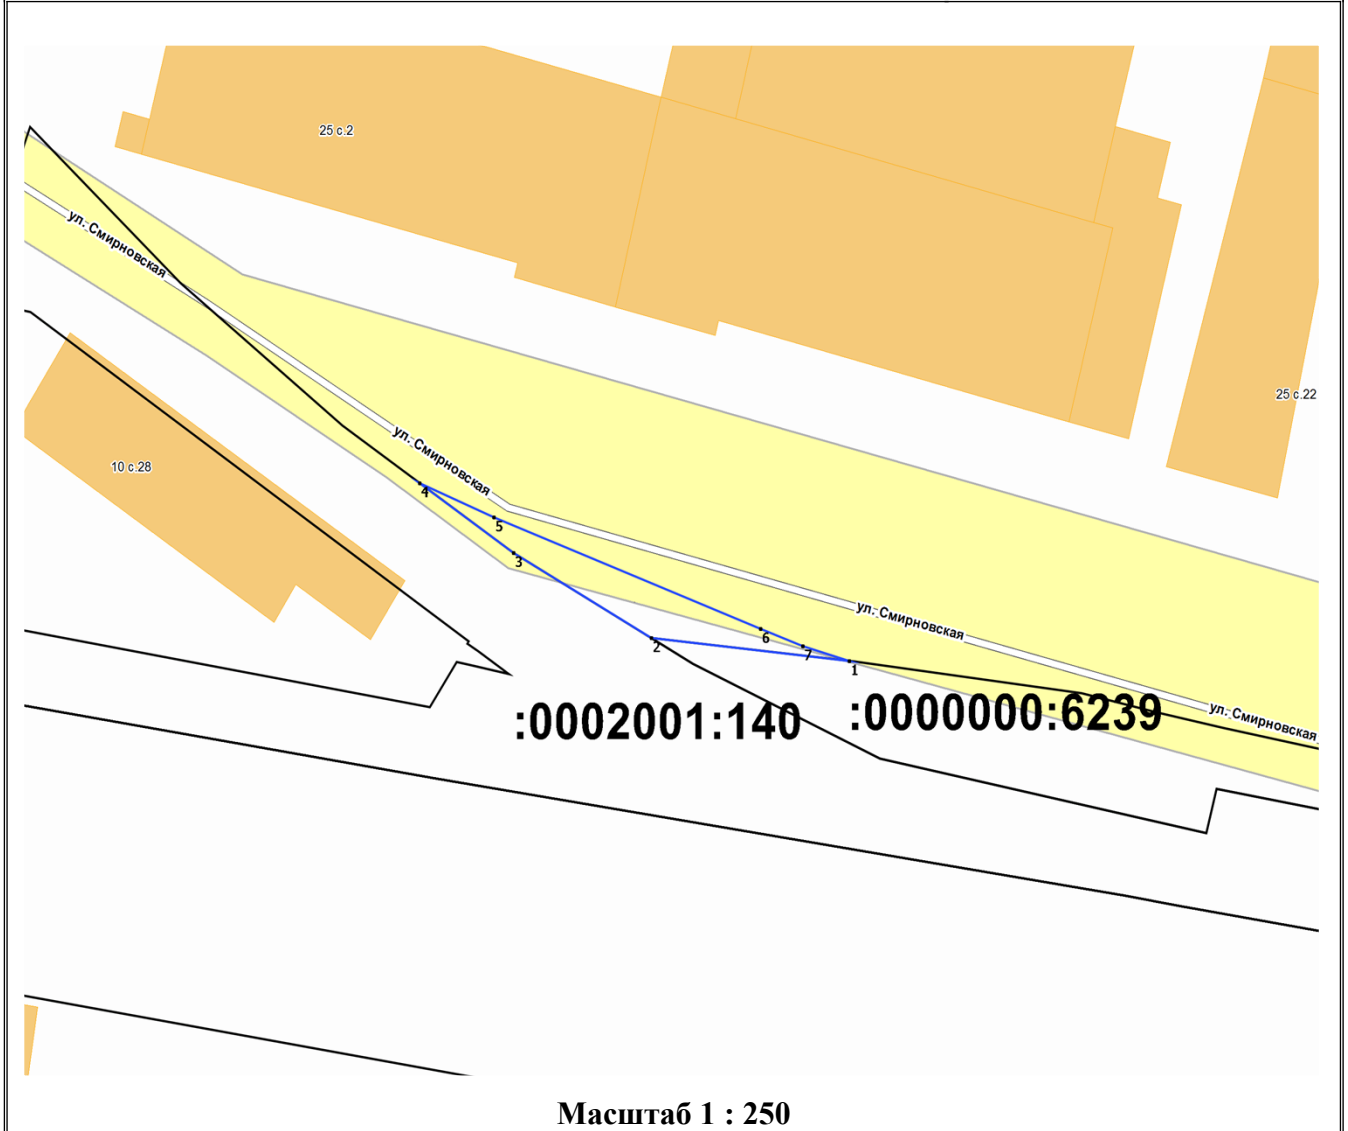 25 с.2
ул. Смирновская
25 с.22
ул. Смирновская
10 с.28
4
5
3
ул. Смирновская
6
2
7
1
:0002001:140
:0000000:6239
ул. Смирновская
Масштаб 1 : 250